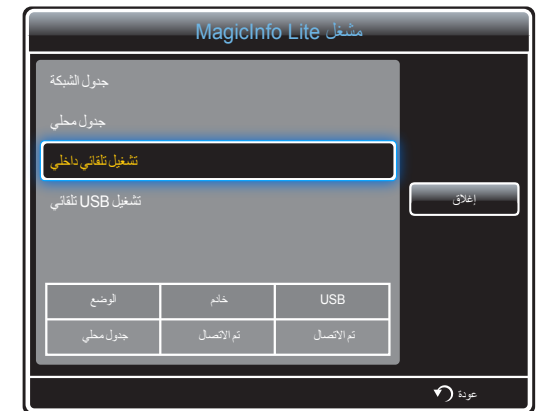 مشغل MagicInfo Lite
جدول الشبكة
جدول محلي
تشغيل تلقائي داخلي
تشغيل USB تلقائي
إغلاق
الوضع خادم USB
جدول محلي تم الاتصال تم الاتصال
عودة